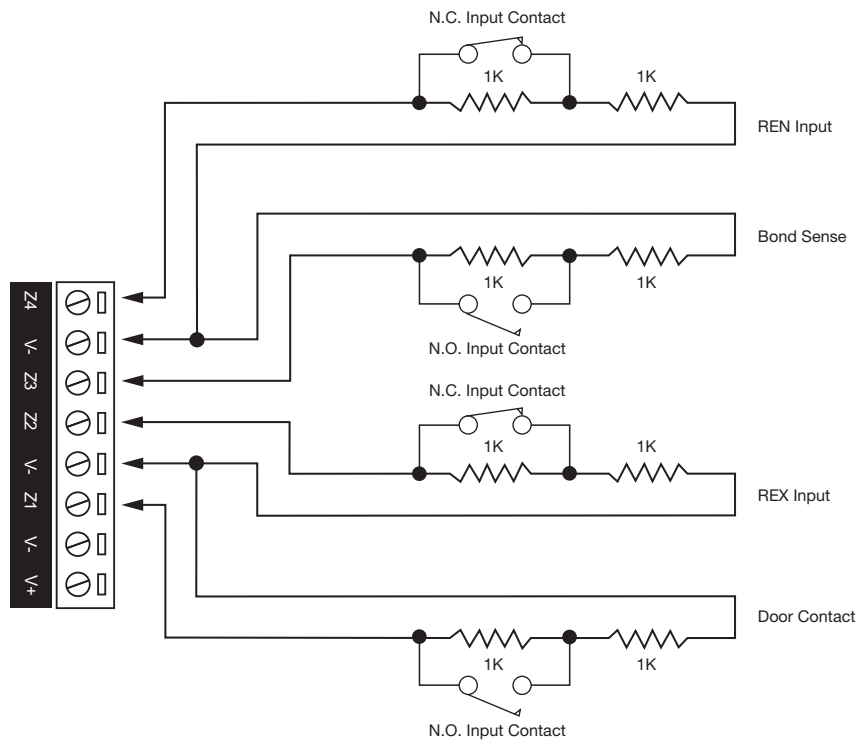 N.C. Input Contact
1K
1K
REN Input
Bond Sense
1K
1K
N.O. Input Contact
N.C. Input Contact
1K
1K
REX Input
Door Contact
1K
1K
N.O. Input Contact
Z4
V-
Z3
Z2
V-
Z1
V-
V+